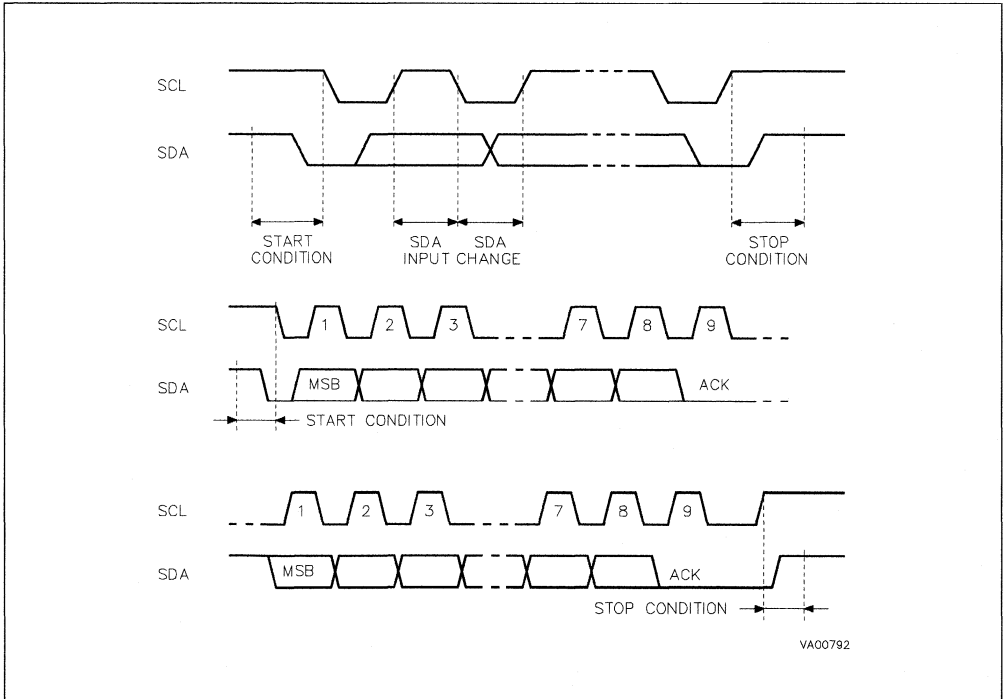 SCL
SDA
START
CONDITION
SDA
INPUT
SDA
CHANGE
STOP
CONDITION
SCL
1 2 3 7 8 9
SDA
MSB
ACK
START CONDITION
SCL
1 2 3 7 8 9
SDA
MSB
ACK
STOP CONDITION
VA00792